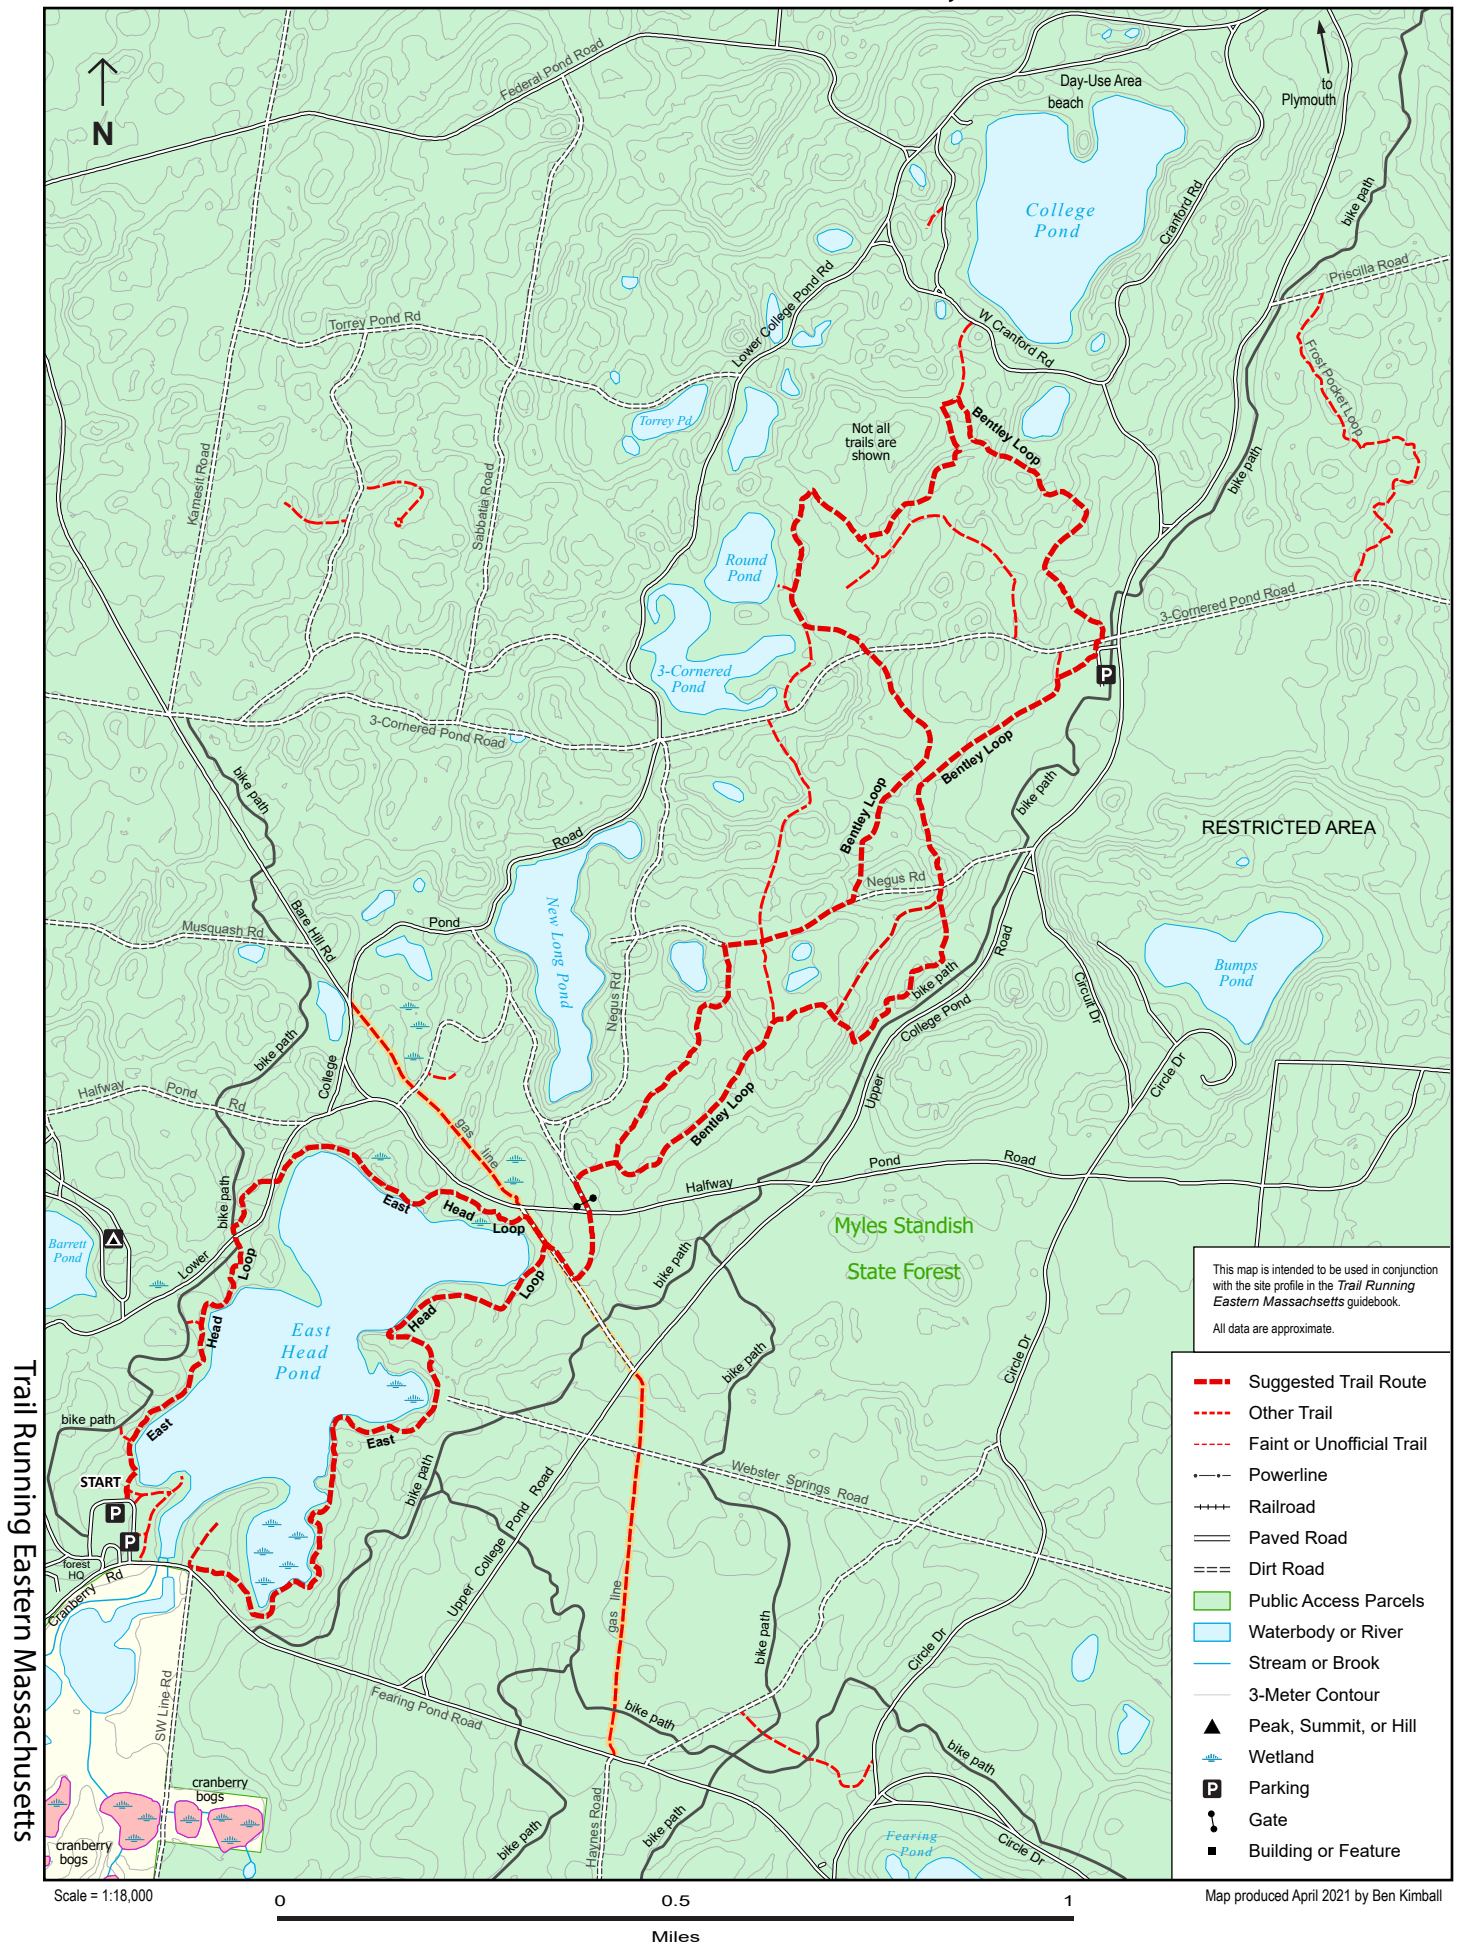 Federal Pond Road
Day-Use Area
beach
to
Plymouth
N
College
Pond
Cranford Rd
bike path
Priscilla Road
Torrey Pond Rd
Lower College Pond Rd
W Cranford Rd
Frost Pocket Loop
Torrey Pd
Not all
trails are
shown
Bentley Loop
Kamesit Road
Sabbatia Road
bike path
Round
Pond
3-Cornered Pond Road
3-Cornered
Pond
P
3-Cornered Pond Road
Bentley Loop
bike path
bike path
Bentley Loop
RESTRICTED AREA
Road
Negus Rd
Bare Hill Rd
Pond
Musquash Rd
New Long Pond
Road
Bumps
Pond
bike path
Negus Rd
Circuit Dr
College Pond
bike path
College
Halfway
Pond
Rd
Upper
Circle Dr
gas line
Bentley Loop
Pond
Road
bike path
East
Head
Loop
Halfway
Barrett
Pond
Lower
Loop
Myles Standish
State Forest
bike path
Loop
Head
Head
East
Head
Pond
This map is intended to be used in conjunction
with the site profile in the Trail Running
Eastern Massachsetts guidebook.
All data are approximate.
Circle Dr
bike path
bike path
East
East
START
P
P
forest
HQ
Cranberry Rd
bike path
Webster Springs Road
Upper College Pond Road
gas line
bike path
Circle Dr
SW Line Rd
Fearing Pond Road
bike path
bike path
cranberry
bogs
cranberry
bogs
bike path
Haynes Road
bike path
Fearing
Pond
Circle Dr
Suggested Trail Route
Other Trail
Faint or Unofficial Trail
Powerline
Railroad
Paved Road
Dirt Road
Public Access Parcels
Waterbody or River
Stream or Brook
3-Meter Contour
Peak, Summit, or Hill
Wetland
P Parking
Gate
Building or Feature
Trail Running Eastern Massachusetts
Scale = 1:18,000
0 0.5 1
Miles
Map produced April 2021 by Ben Kimball